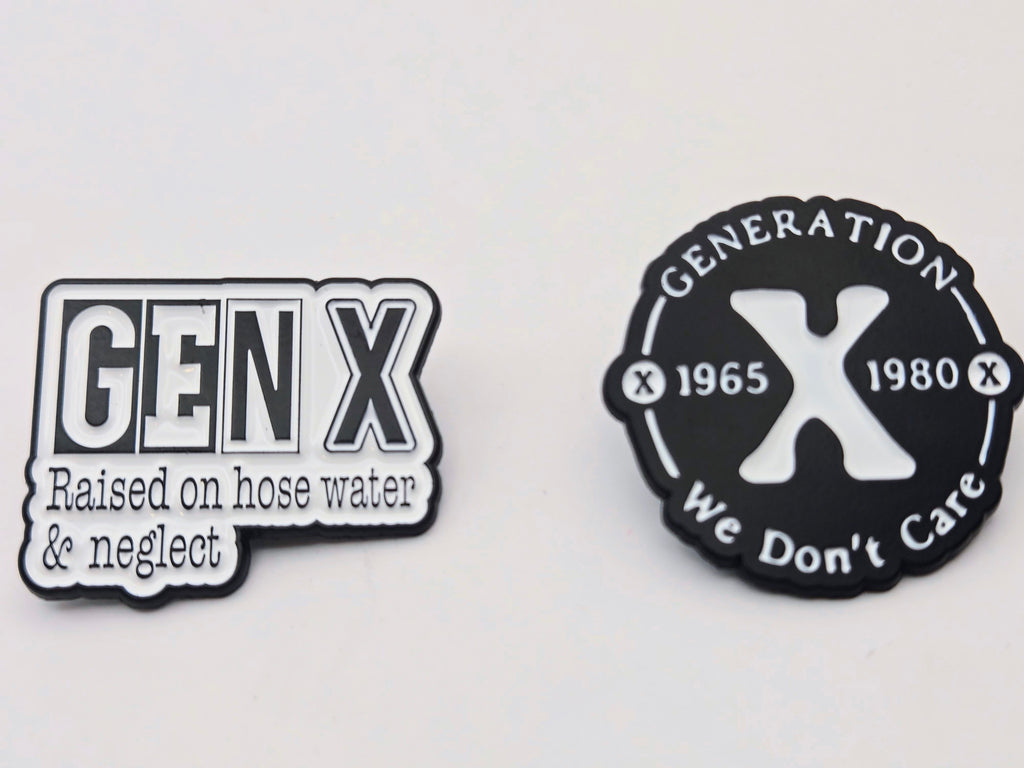 GEN X
Raised on hose water
& neglect
GENERATION
X
X 1965 1980 X
We Don't Care